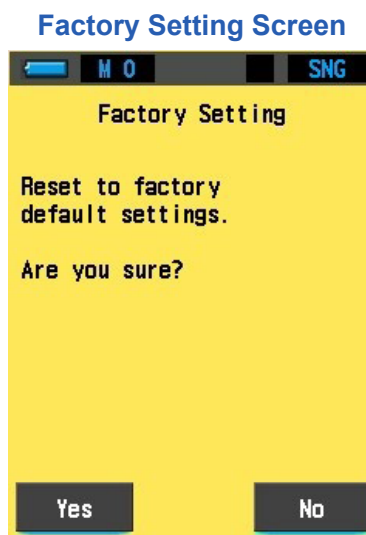 Factory Setting Screen
M 0 SNG
Factory Setting
Reset to factory
default settings.
Are you sure?
Yes No